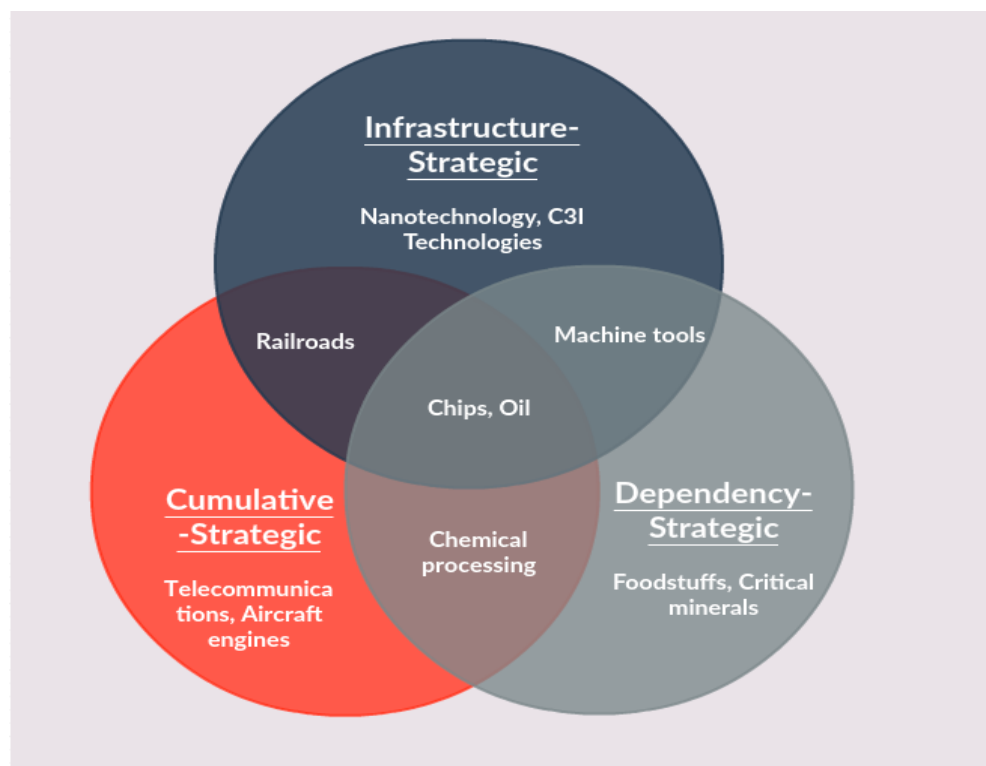 Infrastructure-
Strategic
Nanotechnology, C3I
Technologies
Railroads
Machine tools
Chips, Oil
Cumulative
-Strategic
Telecommunica
tions, Aircraft
engines
Chemical
processing
Dependency-
Strategic
Foodstuffs, Critical
minerals